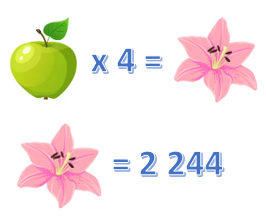 x 4 =
= 2 244